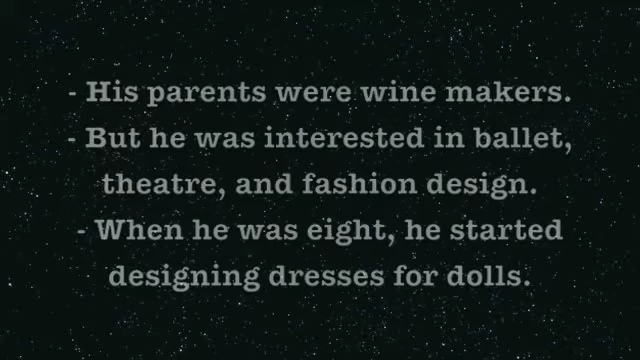 - His parents were wine makers.
- But he was interested in ballet,
theatre, and fashion design.
- When he was eight, he started
designing dresses for dolls.